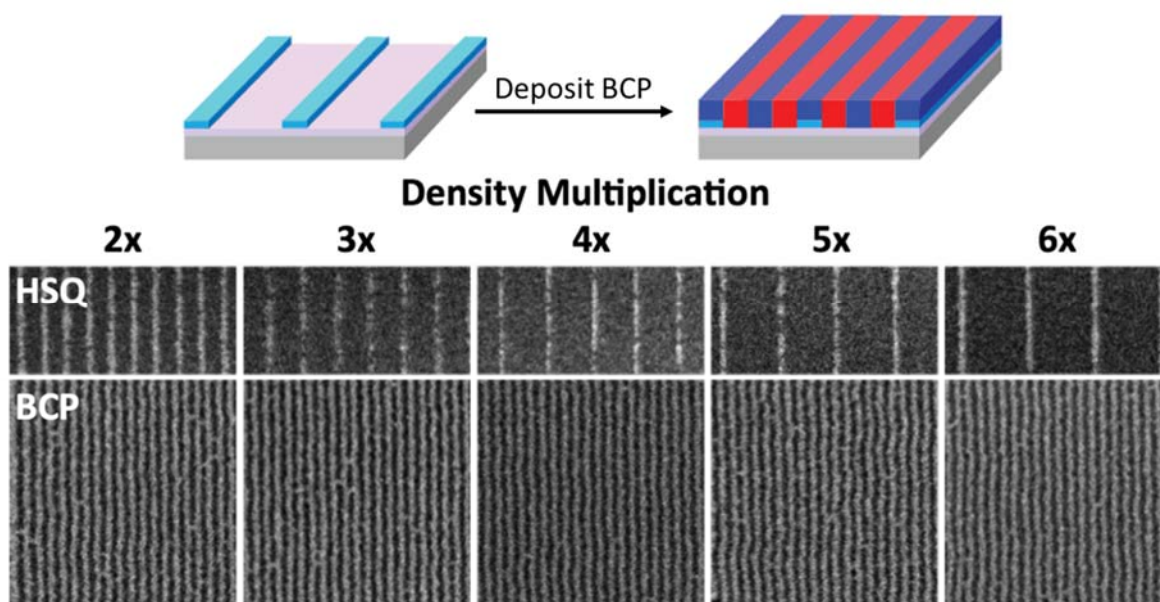 Deposit BCP
Density Multiplication
2x 3x 4x 5x 6x
HSQ
BCP